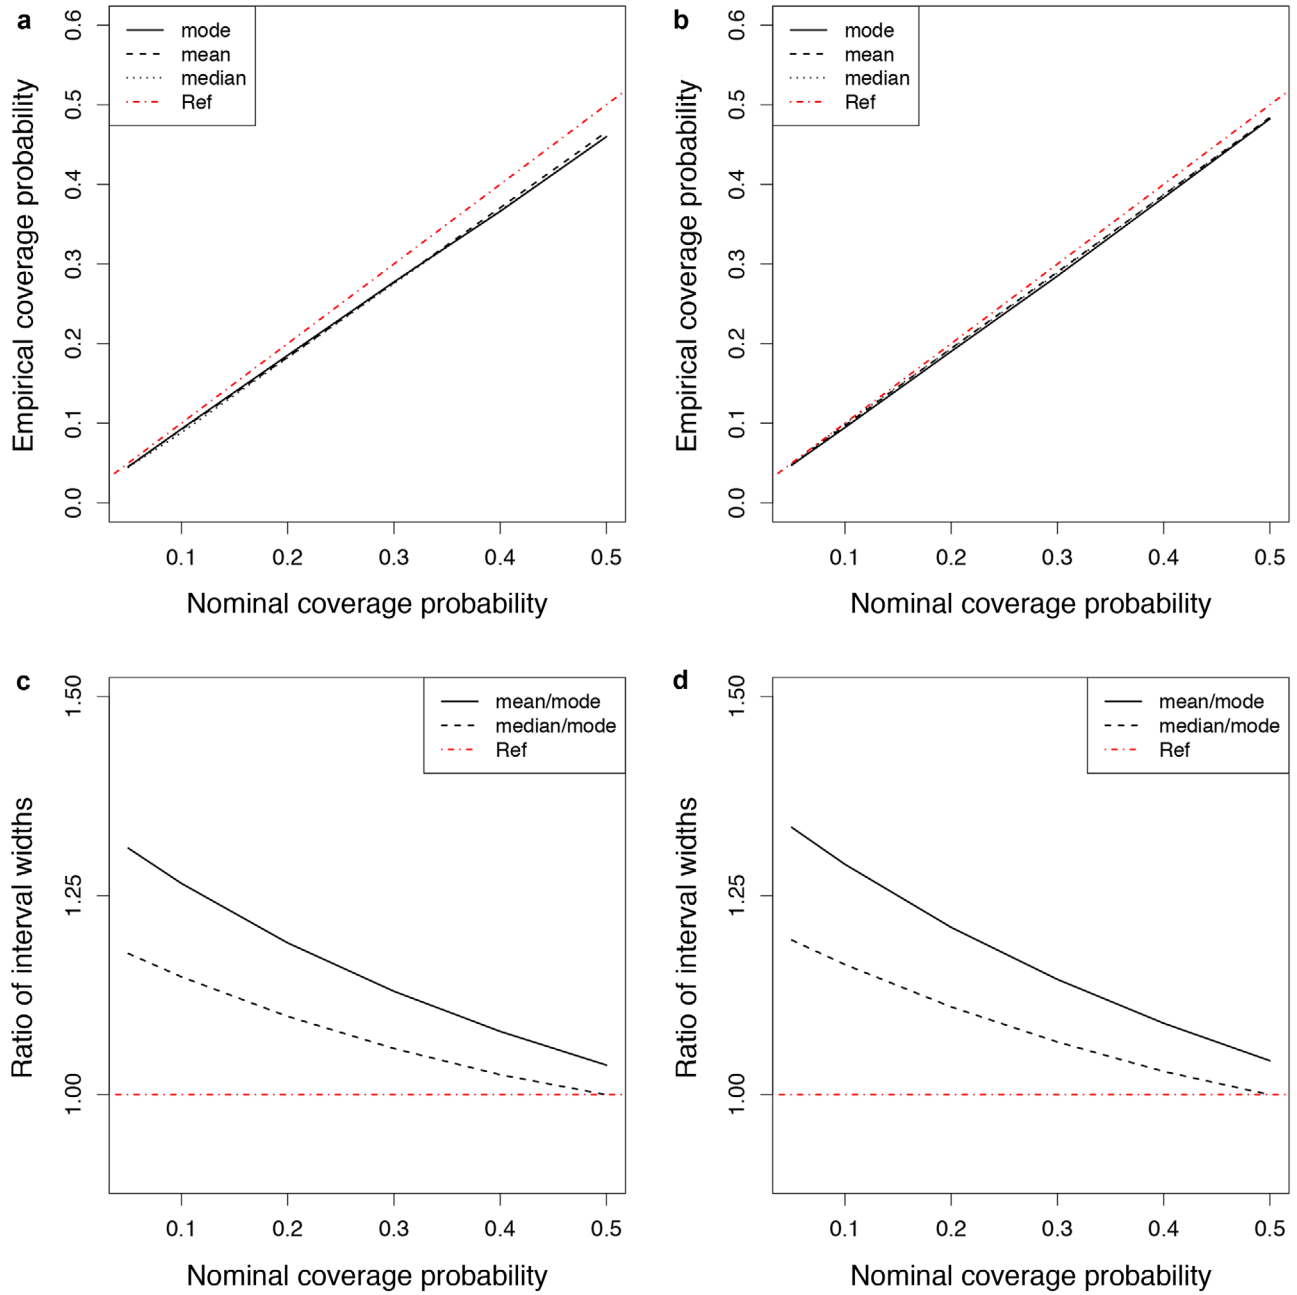 a
mode
mean
median
Ref
Empirical coverage probability
0.6
0.5
0.4
0.3
0.2
0.1
0.0
0.1 0.2 0.3 0.4 0.5
Nominal coverage probability
b
mode
mean
median
Ref
Empirical coverage probability
0.6
0.5
0.4
0.3
0.2
0.1
0.0
0.1 0.2 0.3 0.4 0.5
Nominal coverage probability
c
mean/mode
median/mode
Ref
Ratio of interval widths
1.50
1.25
1.00
0.1 0.2 0.3 0.4 0.5
Nominal coverage probability
d
mean/mode
median/mode
Ref
Ratio of interval widths
1.50
1.25
1.00
0.1 0.2 0.3 0.4 0.5
Nominal coverage probability